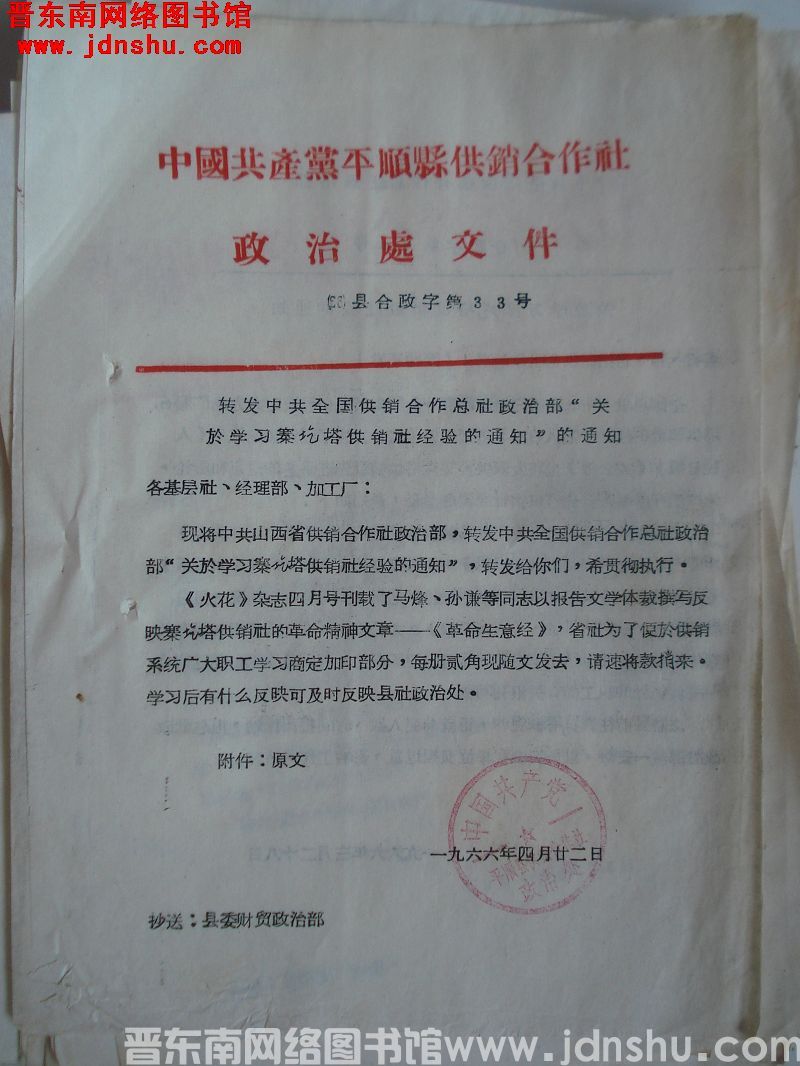 晋东南网络图书馆
www.jdnshu.com
中國共產黨平順縣供銷合作社
政治處文件
(66)县合政字第33号
转发中共全国供销合作总社政治部“关
於学习寨圪塔供销社经验的通知”的通知
各基层社、经理部、加工厂：
现将中共山西省供销合作社政治部，转发中共全国供销合作总社政治
部“关於学习寨圪塔供销社经验的通知”，转发给你们，希贯彻执行。
《火花》杂志四月号刊载了马烽、孙谦等同志以报告文学体裁撰写反
映寨圪塔供销社的革命精神文章——《革命生意经》，省社为了便於供销
系统广大职工学习商定加印部分，每册贰角现随文发去，请速将款捎来。
学习后有什么反映可及时反映县社政治处。
附件：原文
中国共产党
平顺
政治处
一九六六年四月廿二日
抄送：县委财贸政治部
晋东南网络图书馆www.jdnshu.com